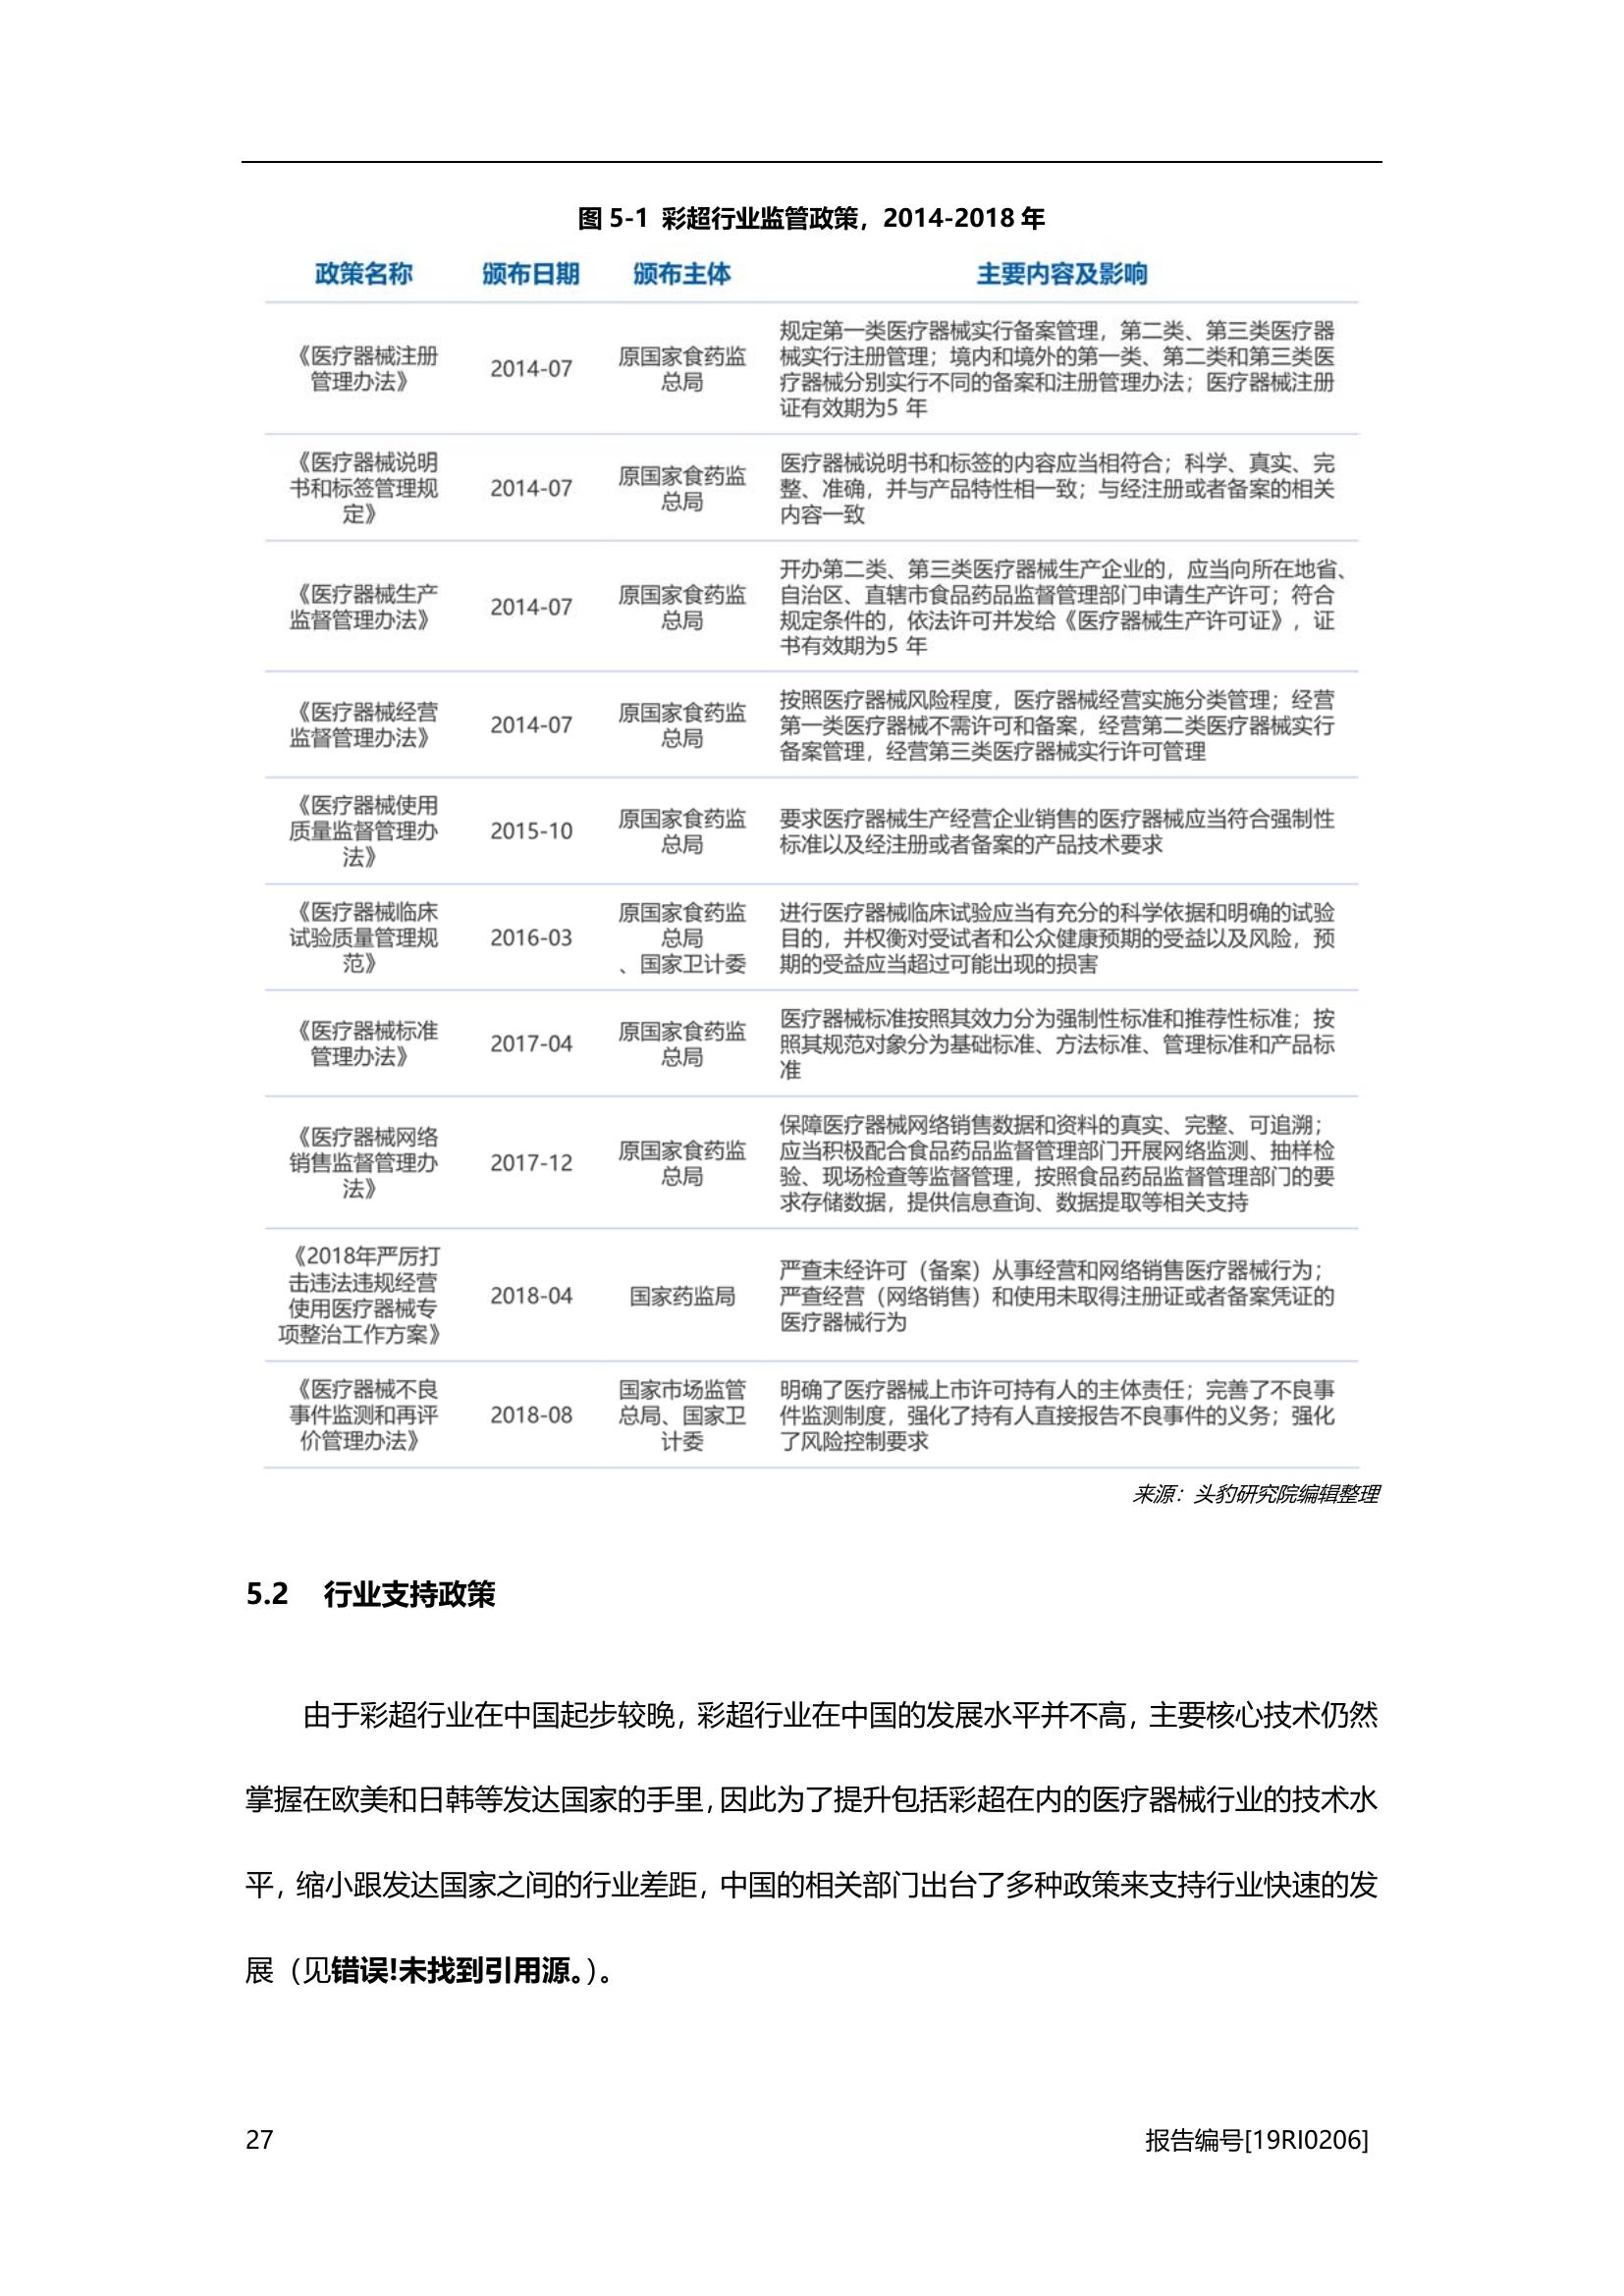 图 5-1 彩超行业监管政策，2014-2018 年
政策名称 颁布日期 颁布主体 主要内容及影响
《医疗器械注册
管理办法》
2014-07
原国家食药监
总局
规定第一类医疗器械实行备案管理，第二类、第三类医疗器
械实行注册管理；境内和境外的第一类、第二类和第三类医
疗器械分别实行不同的备案和注册管理办法；医疗器械注册
证有效期为5 年
《医疗器械说明
书和标签管理规
定》
2014-07
原国家食药监
总局
医疗器械说明书和标签的内容应当相符合；科学、真实、完
整、准确，并与产品特性相一致；与经注册或者备案的相关
内容一致
《医疗器械生产
监督管理办法》
2014-07
原国家食药监
总局
开办第二类、第三类医疗器械生产企业的，应当向所在地省、
自治区、直辖市食品药品监督管理部门申请生产许可；符合
规定条件的，依法许可并发给《医疗器械生产许可证》，证
书有效期为5 年
《医疗器械经营
监督管理办法》
2014-07
原国家食药监
总局
按照医疗器械风险程度，医疗器械经营实施分类管理；经营
第一类医疗器械不需许可和备案，经营第二类医疗器械实行
备案管理，经营第三类医疗器械实行许可管理
《医疗器械使用
质量监督管理办
法》
2015-10
原国家食药监
总局
要求医疗器械生产经营企业销售的医疗器械应当符合强制性
标准以及经注册或者备案的产品技术要求
《医疗器械临床
试验质量管理规
范》
2016-03
原国家食药监
总局
、国家卫计委
进行医疗器械临床试验应当有充分的科学依据和明确的试验
目的，并权衡对受试者和公众健康预期的受益以及风险，预
期的受益应当超过可能出现的损害
《医疗器械标准
管理办法》
2017-04
原国家食药监
总局
医疗器械标准按照其效力分为强制性标准和推荐性标准；按
照其规范对象分为基础标准、方法标准、管理标准和产品标
准
《医疗器械网络
销售监督管理办
法》
2017-12
原国家食药监
总局
保障医疗器械网络销售数据和资料的真实、完整、可追溯；
应当积极配合食品药品监督管理部门开展网络监测、抽样检
验、现场检查等监督管理，按照食品药品监督管理部门的要
求存储数据，提供信息查询、数据提取等相关支持
《2018年严厉打
击违法违规经营
使用医疗器械专
项整治工作方案》
2018-04
国家药监局
严查未经许可（备案）从事经营和网络销售医疗器械行为；
严查经营（网络销售）和使用未取得注册证或者备案凭证的
医疗器械行为
《医疗器械不良
事件监测和再评
价管理办法》
2018-08
国家市场监管
总局、国家卫
计委
明确了医疗器械上市许可持有人的主体责任；完善了不良事
件监测制度，强化了持有人直接报告不良事件的义务；强化
了风险控制要求
来源：头豹研究院编辑整理
5.2 行业支持政策
由于彩超行业在中国起步较晚，彩超行业在中国的发展水平并不高，主要核心技术仍然
掌握在欧美和日韩等发达国家的手里，因此为了提升包括彩超在内的医疗器械行业的技术水
平，缩小跟发达国家之间的行业差距，中国的相关部门出台了多种政策来支持行业快速的发
展（见错误!未找到引用源。）。
27 报告编号[19RI0206]